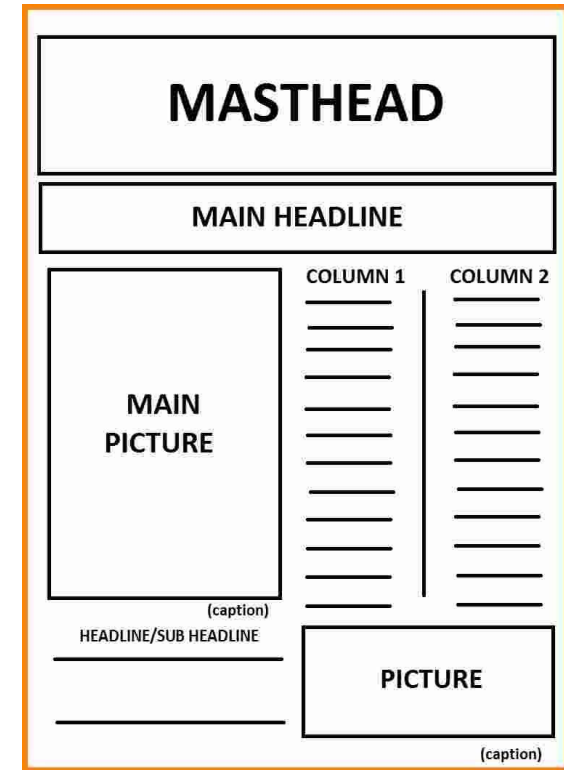 MASTHEAD
MAIN HEADLINE
COLUMN 1
COLUMN 2
MAIN
PICTURE
(caption)
HEADLINE/SUB HEADLINE
PICTURE
(caption)